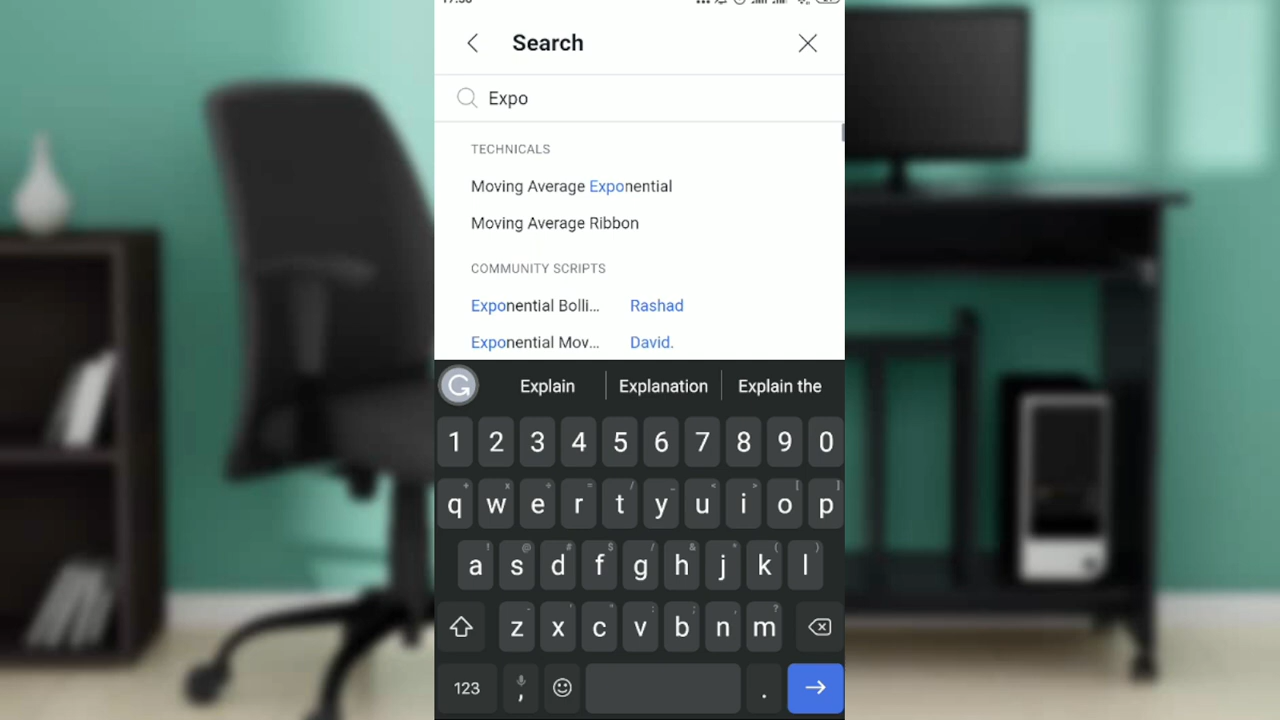 Search
Expo
TECHNICALS
Moving Average Exponential
Moving Average Ribbon
COMMUNITY SCRIPTS
Exponential Bolli... Rashad
Exponential Mov... David.
Explain Explanation Explain the
1 2 3 4 5 6 7 8 9 0
q w e r t y u i o p
a s d f g h j k l
z x c v b n m
123 , .